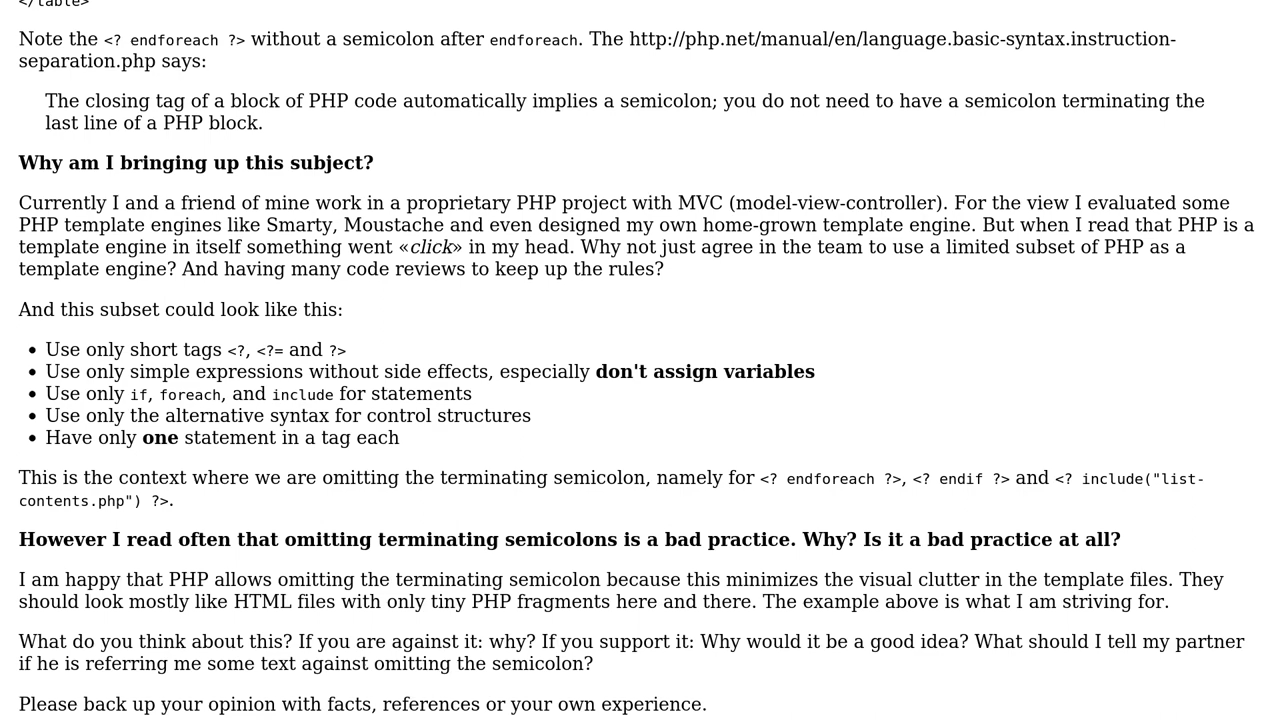 </table>
Note the <? endforeach ?> without a semicolon after endforeach. The http://php.net/manual/en/language.basic-syntax.instruction-
separation.php says:
The closing tag of a block of PHP code automatically implies a semicolon; you do not need to have a semicolon terminating the
last line of a PHP block.
Why am I bringing up this subject?
Currently I and a friend of mine work in a proprietary PHP project with MVC (model-view-controller). For the view I evaluated some
PHP template engines like Smarty, Moustache and even designed my own home-grown template engine. But when I read that PHP is a
template engine in itself something went «click» in my head. Why not just agree in the team to use a limited subset of PHP as a
template engine? And having many code reviews to keep up the rules?
And this subset could look like this:
• Use only short tags <?, <?= and ?>
• Use only simple expressions without side effects, especially don't assign variables
• Use only if, foreach, and include for statements
• Use only the alternative syntax for control structures
• Have only one statement in a tag each
This is the context where we are omitting the terminating semicolon, namely for <? endforeach ?>, <? endif ?> and <? include("list-
contents.php") ?>.
However I read often that omitting terminating semicolons is a bad practice. Why? Is it a bad practice at all?
I am happy that PHP allows omitting the terminating semicolon because this minimizes the visual clutter in the template files. They
should look mostly like HTML files with only tiny PHP fragments here and there. The example above is what I am striving for.
What do you think about this? If you are against it: why? If you support it: Why would it be a good idea? What should I tell my partner
if he is referring me some text against omitting the semicolon?
Please back up your opinion with facts, references or your own experience.